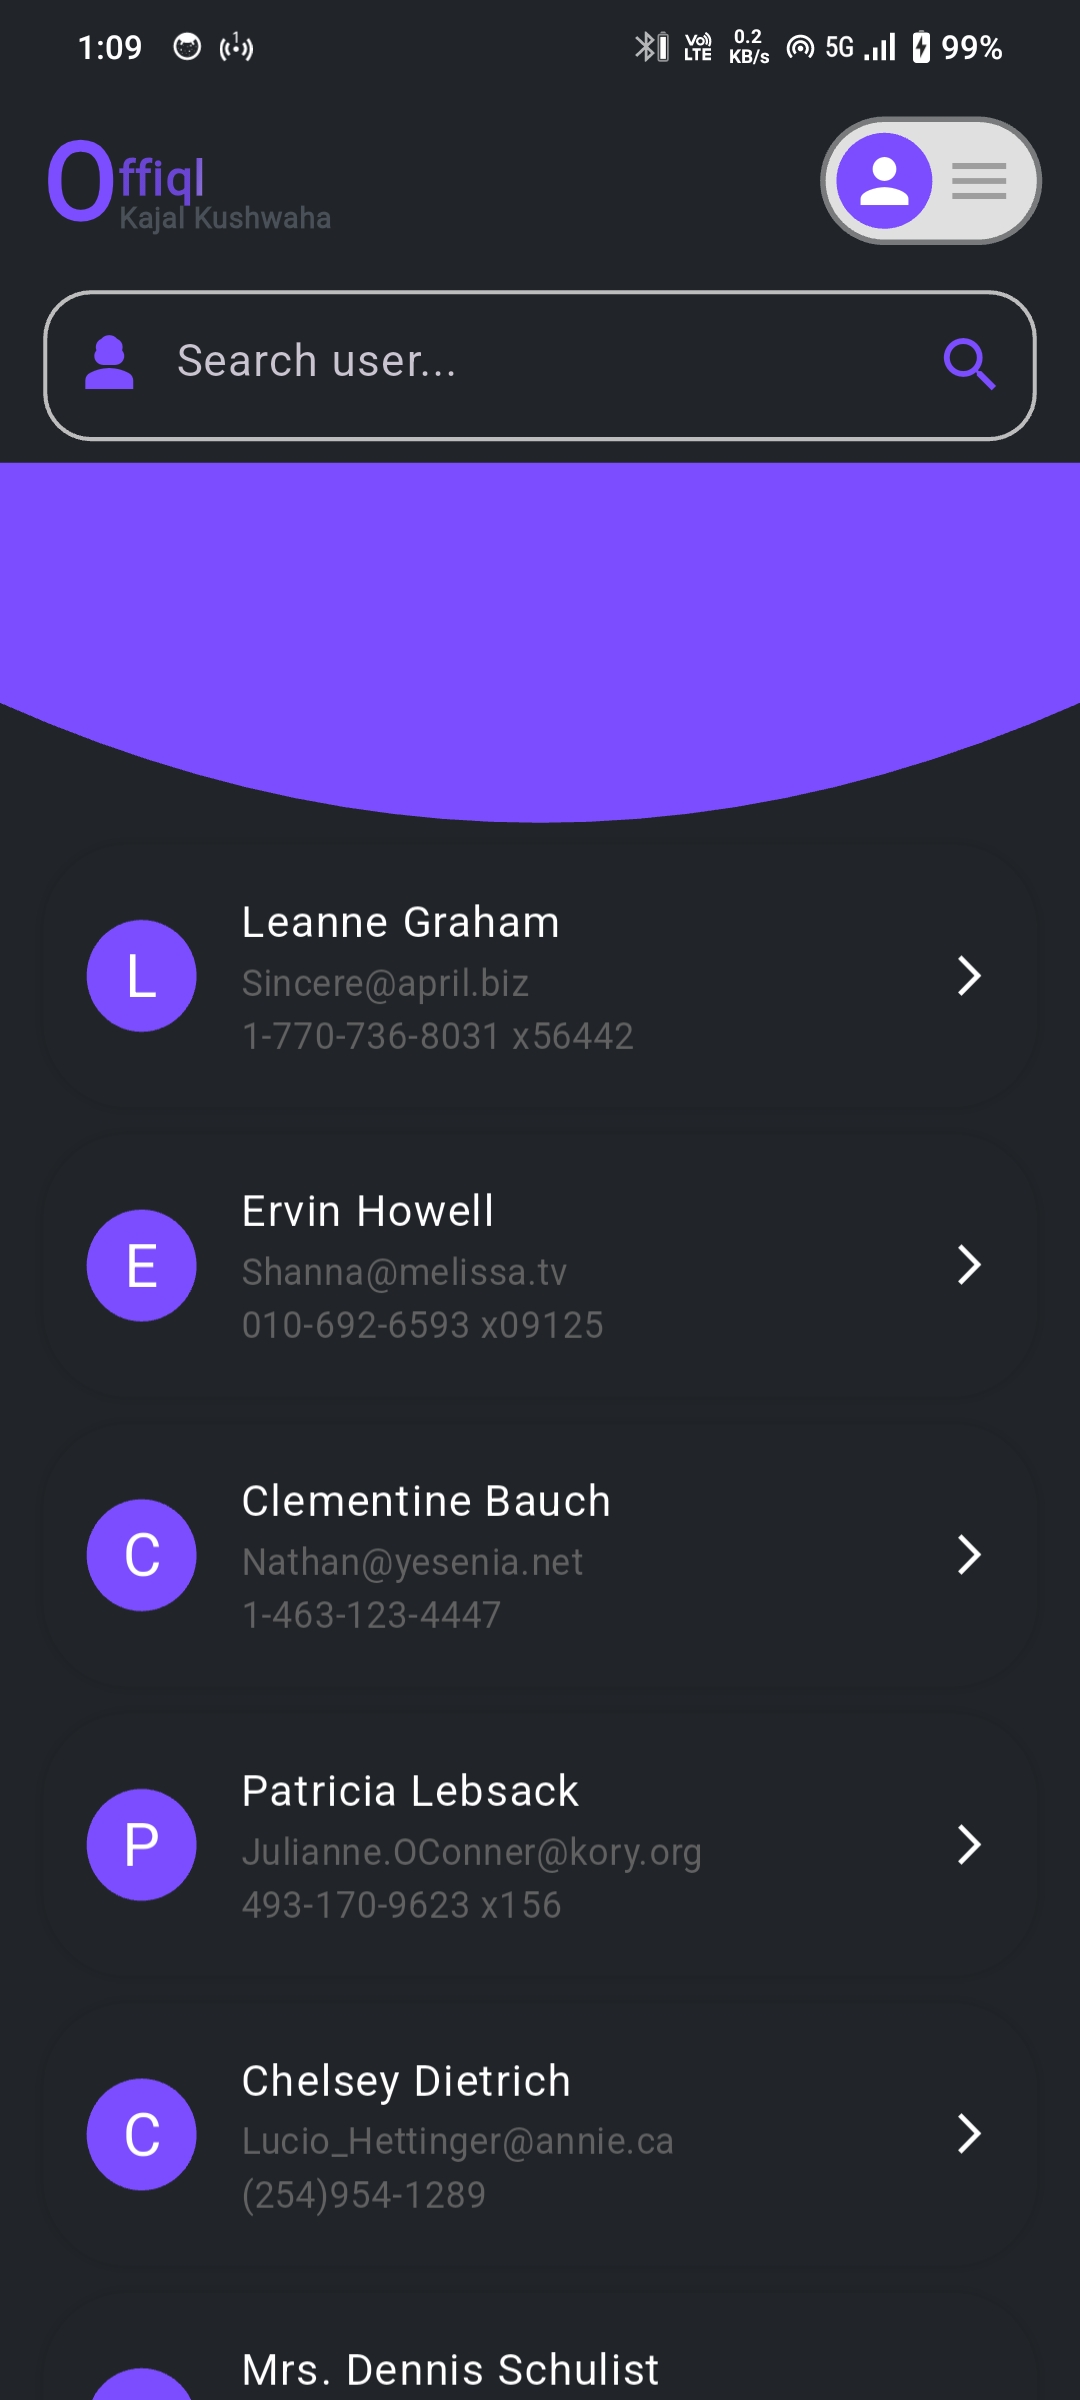 1:09
1
Vo))
LTE
0.2
KB/s
5G
99%
Offiql
Kajal Kushwaha
Search user...
L
Leanne Graham
Sincere@april.biz
1-770-736-8031 x56442
E
Ervin Howell
Shanna@melissa.tv
010-692-6593 x09125
C
Clementine Bauch
Nathan@yesenia.net
1-463-123-4447
P
Patricia Lebsack
Julianne.OConner@kory.org
493-170-9623 x156
C
Chelsey Dietrich
Lucio_Hettinger@annie.ca
(254)954-1289
Mrs. Dennis Schulist